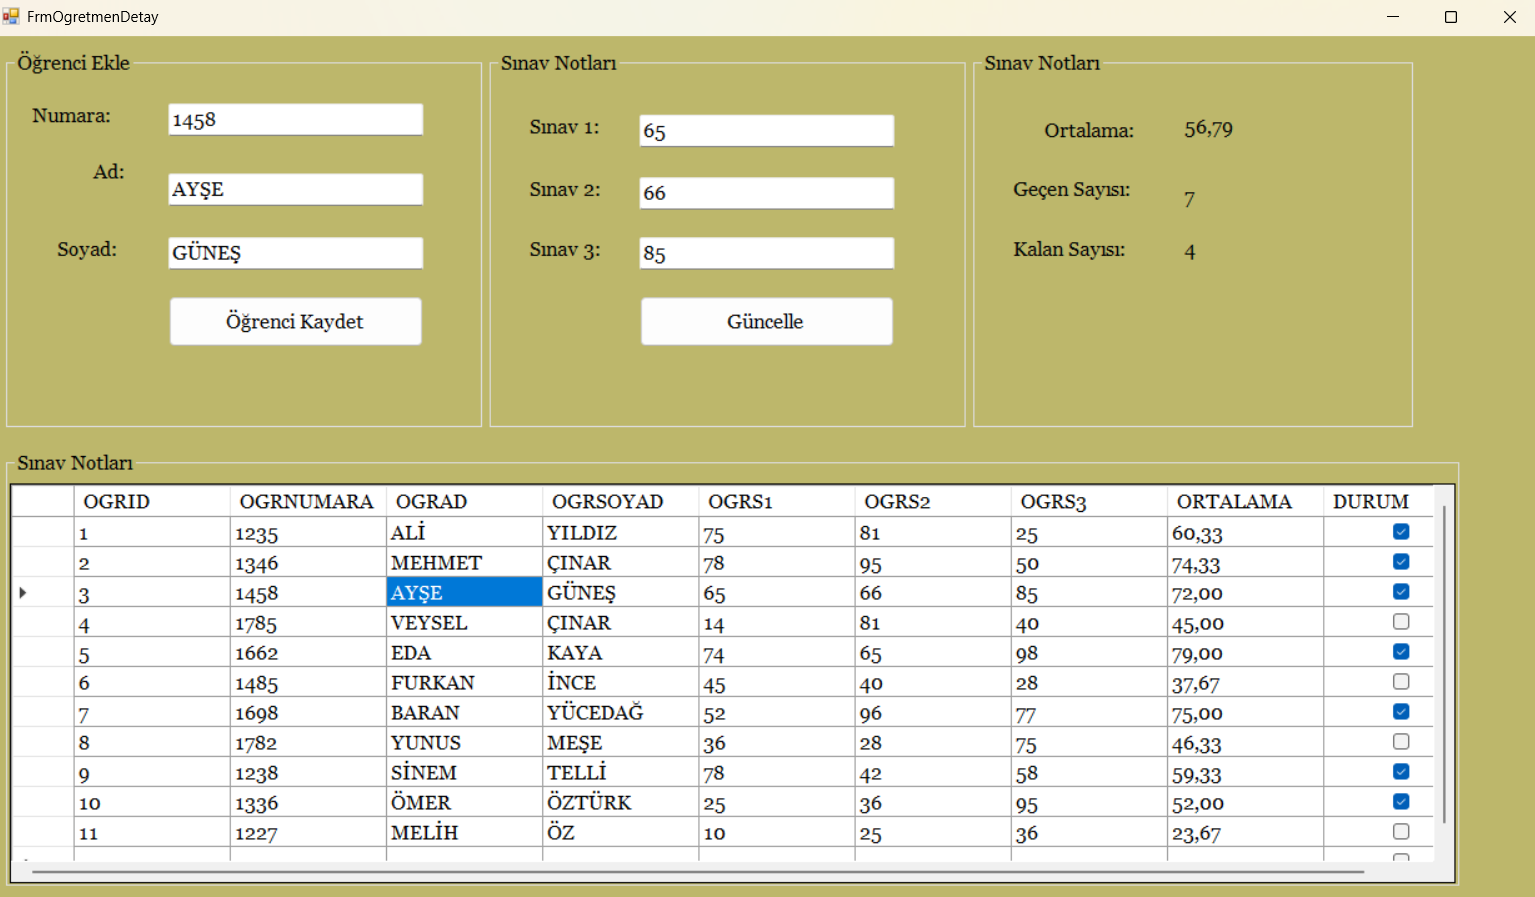 FrmOgretmenDetay
Öğrenci Ekle
Numara: 1458
Ad: AYŞE
Soyad: GÜNEŞ
Öğrenci Kaydet
Sınav Notları
Sınav 1: 65
Sınav 2: 66
Sınav 3: 85
Güncelle
Sınav Notları
Ortalama: 56,79
Geçen Sayısı: 7
Kalan Sayısı: 4
Sınav Notları
OGRID OGRNUMARA OGRAD OGRSOYAD OGRS1 OGRS2 OGRS3 ORTALAMA DURUM
1 1235 ALİ YILDIZ 75 81 25 60,33
2 1346 MEHMET ÇINAR 78 95 50 74,33
3 1458 AYŞE GÜNEŞ 65 66 85 72,00
4 1785 VEYSEL ÇINAR 14 81 40 45,00
5 1662 EDA KAYA 74 65 98 79,00
6 1485 FURKAN İNCE 45 40 28 37,67
7 1698 BARAN YÜCEDAĞ 52 96 77 75,00
8 1782 YUNUS MEŞE 36 28 75 46,33
9 1238 SİNEM TELLİ 78 42 58 59,33
10 1336 ÖMER ÖZTÜRK 25 36 95 52,00
11 1227 MELİH ÖZ 10 25 36 23,67